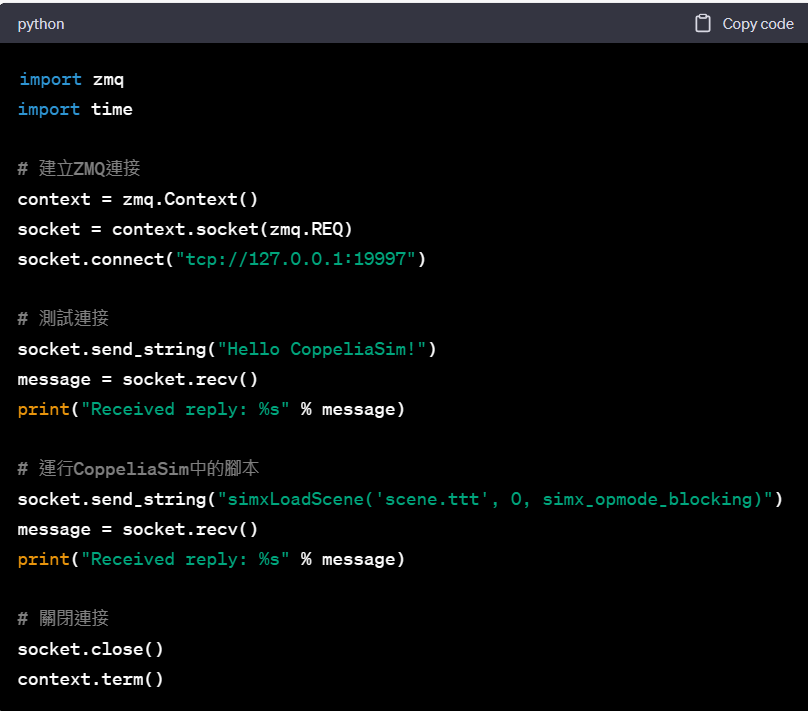 python
Copy code
import zmq
import time
# 建立ZMQ連接
context = zmq.Context()
socket = context.socket(zmq.REQ)
socket.connect("tcp://127.0.0.1:19997")
# 測試連接
socket.send_string("Hello CoppeliaSim!")
message = socket.recv()
print("Received reply: %s" % message)
# 運行CoppeliaSim中的腳本
socket.send_string("simxLoadScene('scene.ttt', 0, simx_opmode_blocking)")
message = socket.recv()
print("Received reply: %s" % message)
# 關閉連接
socket.close()
context.term()